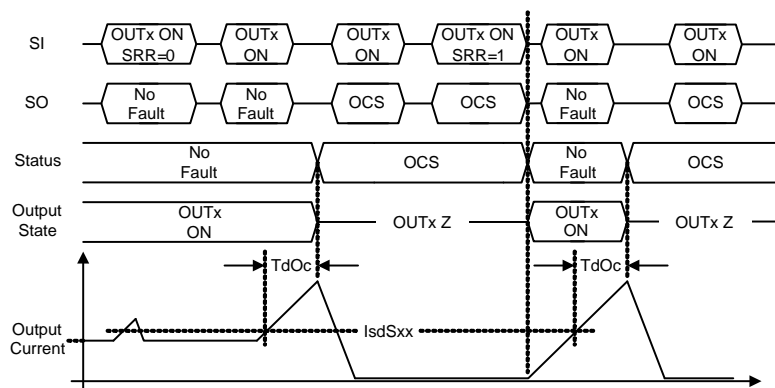 SI
OUTx ON
SRR=0
OUTx
ON
OUTx
ON
OUTx ON
SRR=1
OUTx
ON
OUTx
ON
SO
No
Fault
No
Fault
OCS
OCS
No
Fault
OCS
Status
No
Fault
OCS
No
Fault
OCS
Output
State
OUTx
ON
OUTx Z
OUTx
ON
OUTx Z
TdOc
TdOc
Output
Current
IsdSxx